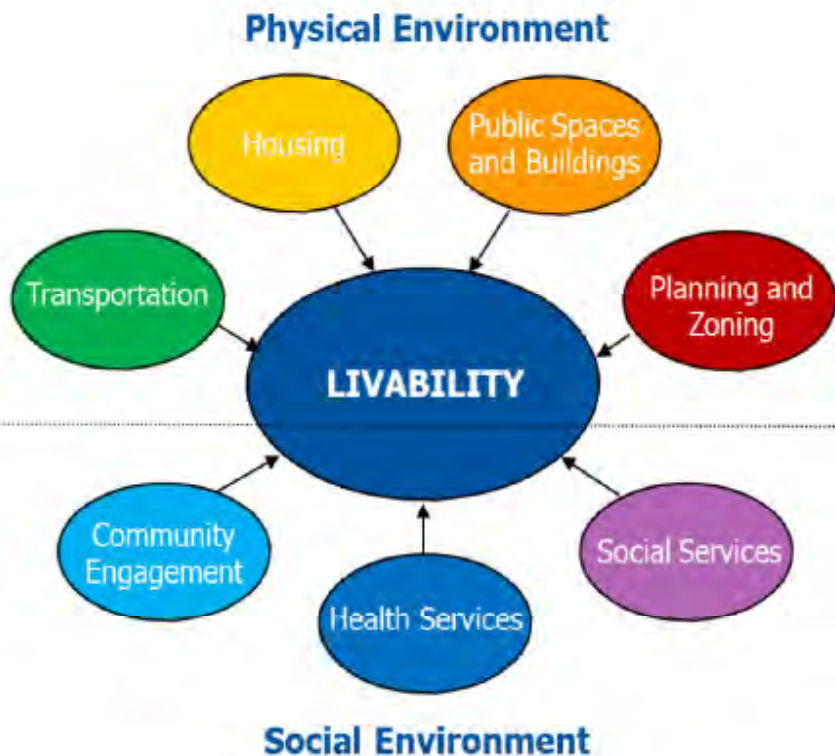 Physical Environment
Housing
Public Spaces
and Buildings
Transportation
Planning and
Zoning
LIVABILITY
Community
Engagement
Social Services
Health Services
Social Environment